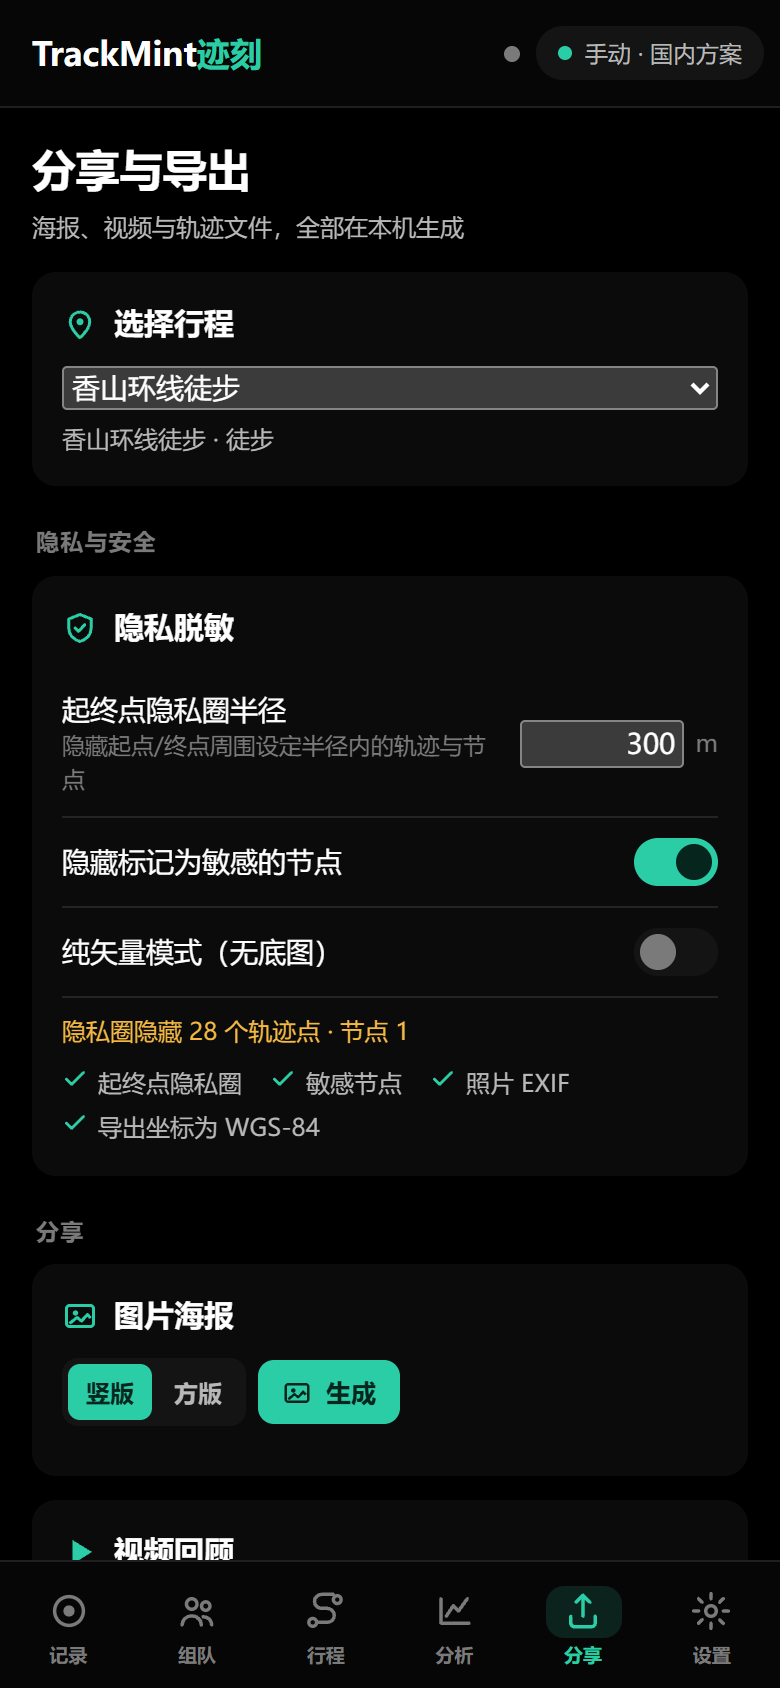 TrackMint迹刻
手动 · 国内方案
分享与导出
海报、视频与轨迹文件，全部在本机生成
选择行程
香山环线徒步
香山环线徒步 · 徒步
隐私与安全
隐私脱敏
起终点隐私圈半径
隐藏起点/终点周围设定半径内的轨迹与节
点
300 m
隐藏标记为敏感的节点
纯矢量模式（无底图）
隐私圈隐藏 28 个轨迹点 · 节点 1
起终点隐私圈 敏感节点 照片 EXIF
导出坐标为 WGS-84
分享
图片海报
竖版 方版 生成
视频回顾
记录 组队 行程 分析 分享 设置